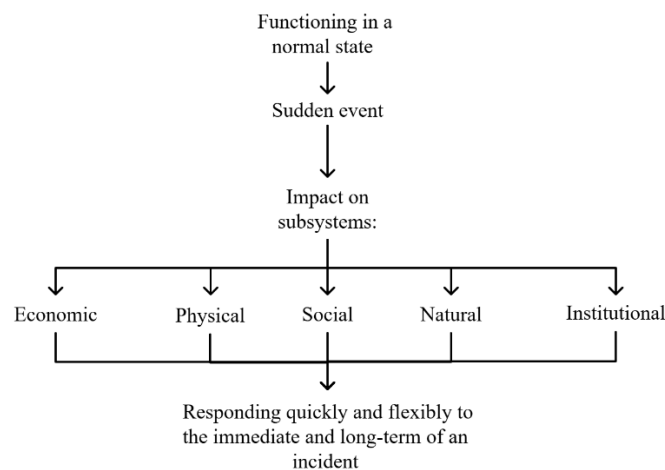 Functioning in a
normal state
Sudden event
Impact on
subsystems:
Economic Physical Social Natural Institutional
Responding quickly and flexibly to
the immediate and long-term of an
incident